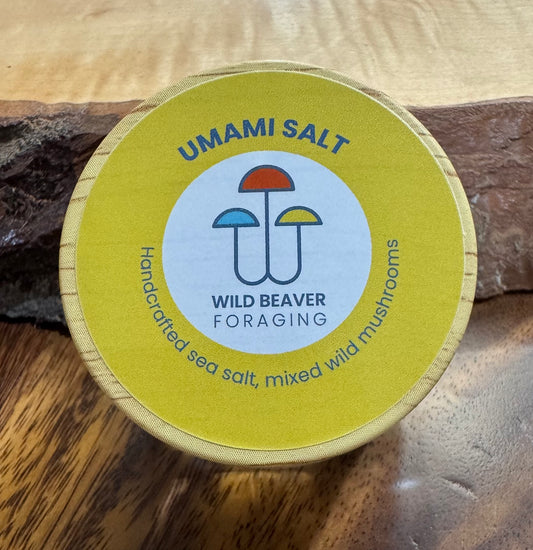 UMAMI SALT
WILD BEAVER
FORAGING
Handcrafted sea salt, mixed wild mushrooms